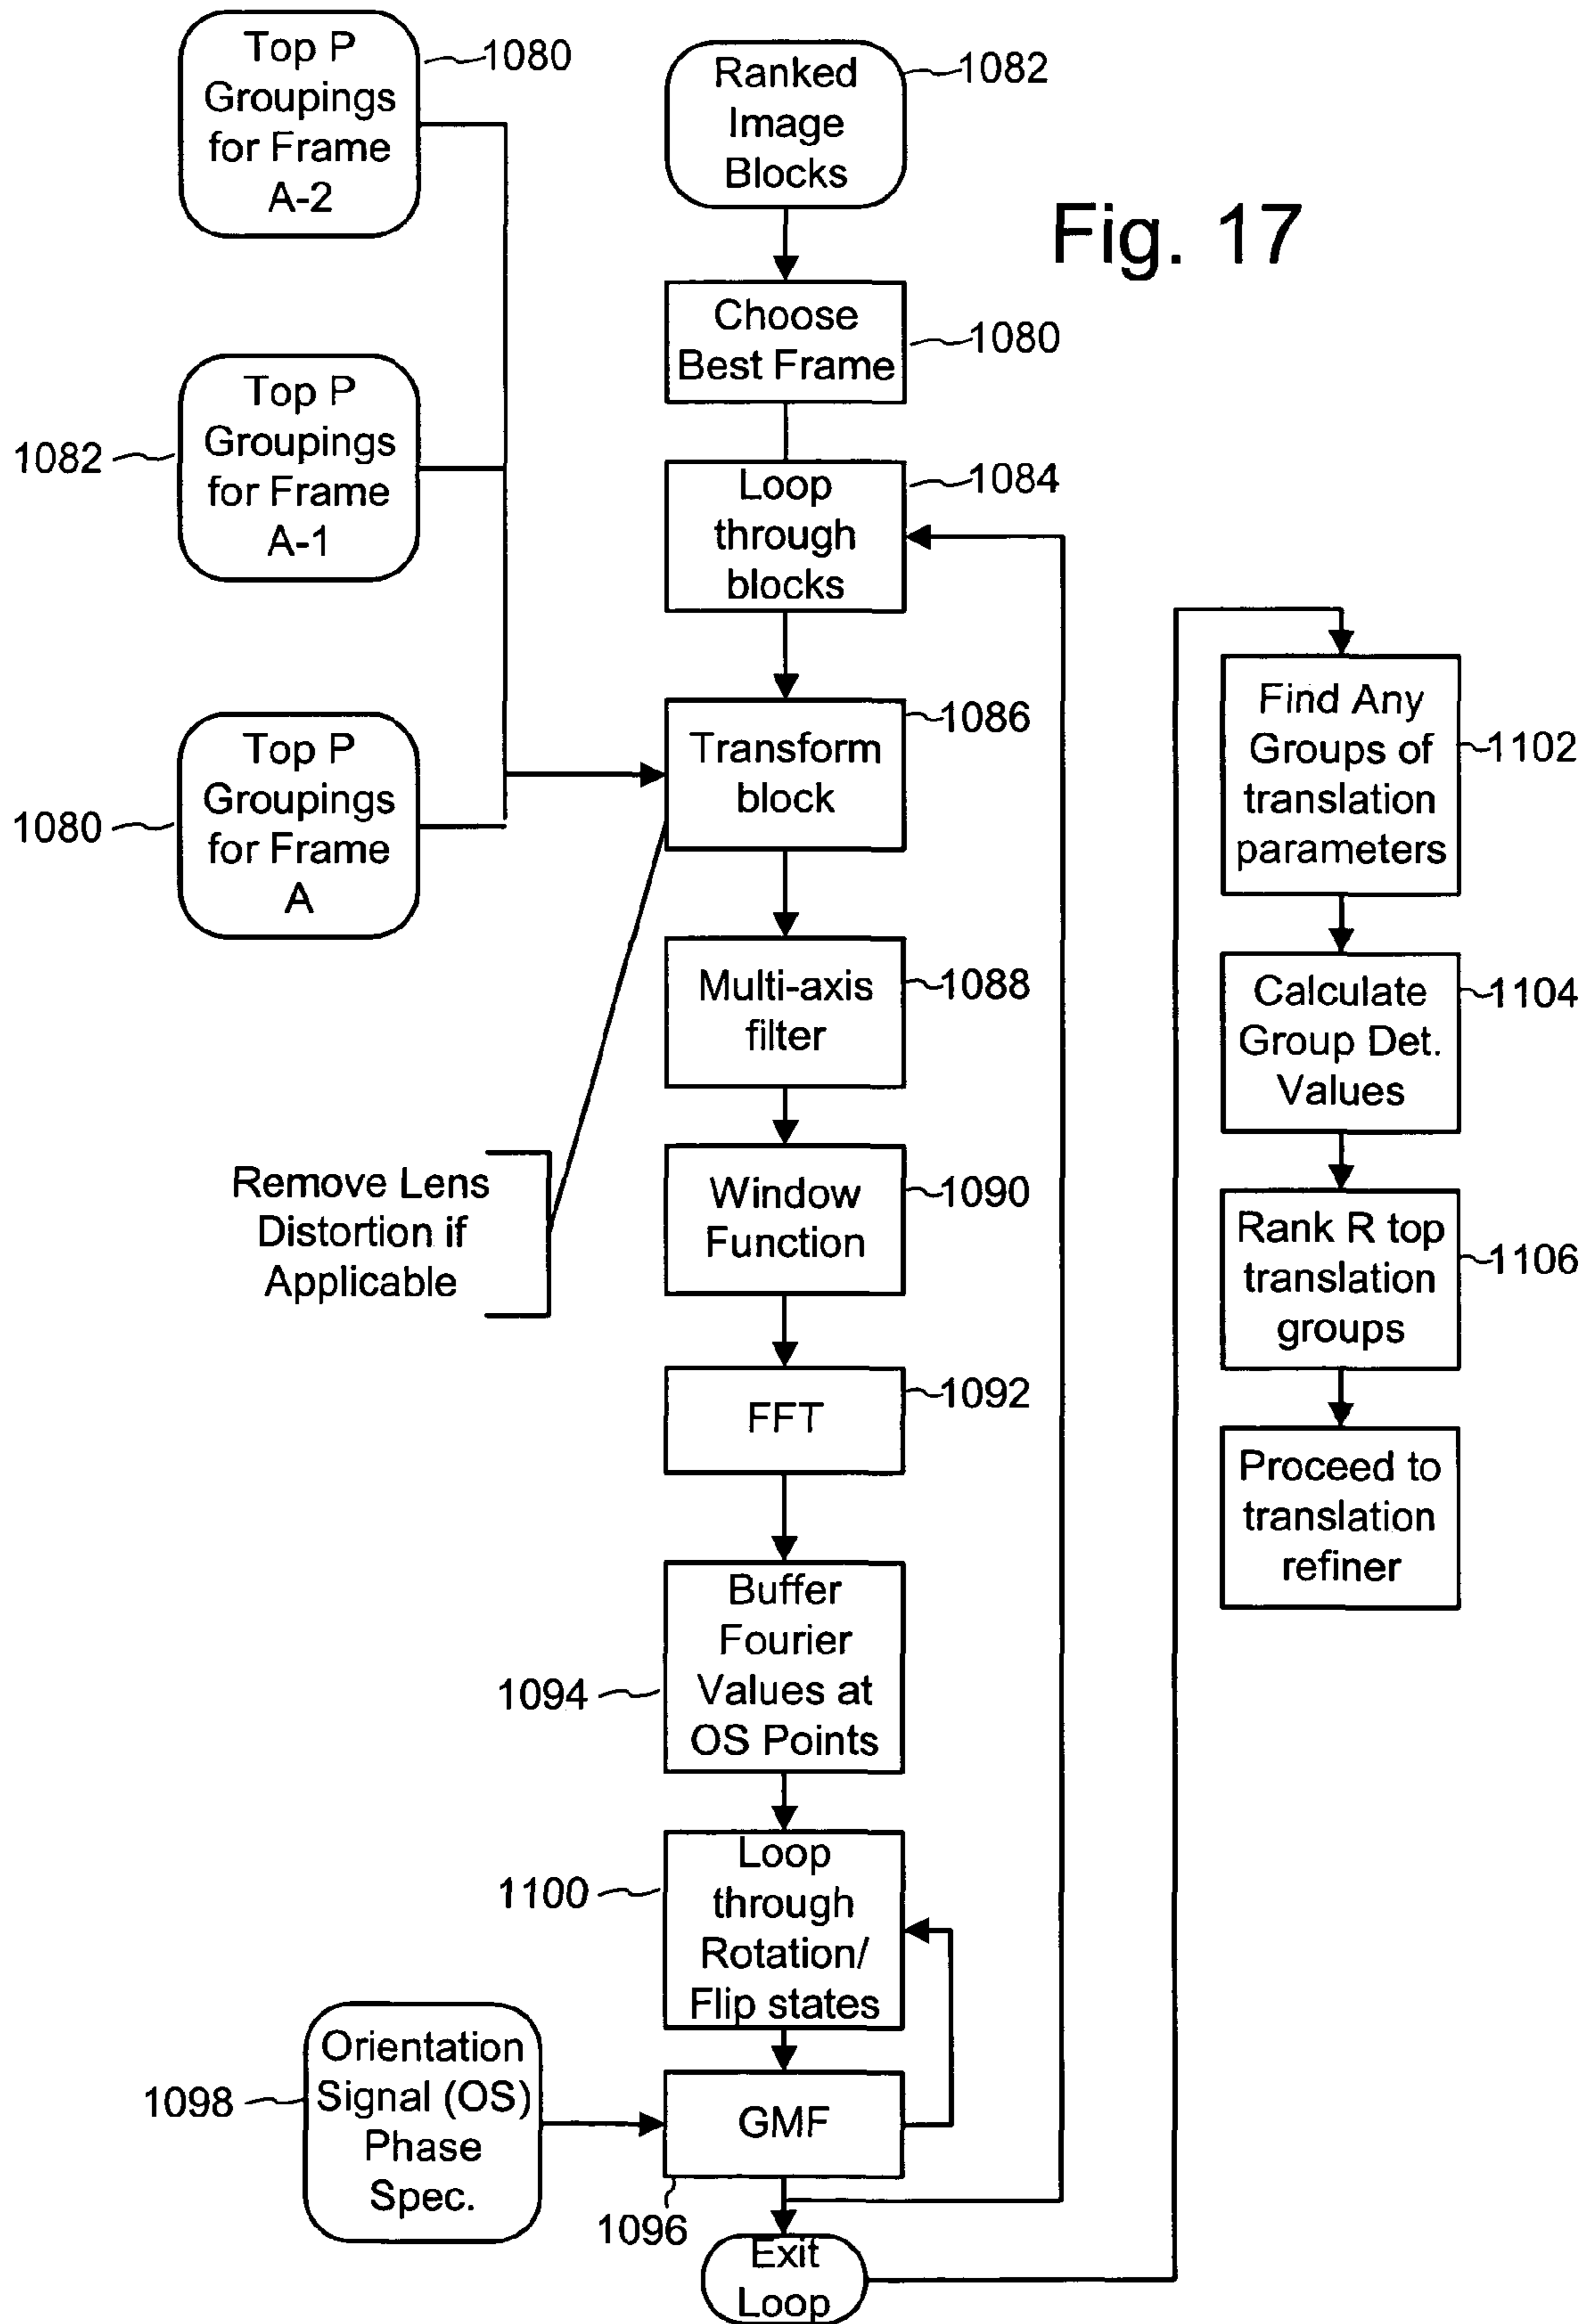 Top P
Groupings
for Frame
A-2
1080
Ranked
Image
Blocks
1082
Fig. 17
Choose
Best Frame
1080
Top P
Groupings
for Frame
A-1
1082
Loop
through
blocks
1084
Top P
Groupings
for Frame
A
1080
Transform
block
1086
Remove Lens
Distortion if
Applicable
Multi-axis
filter
1088
Window
Function
1090
FFT
1092
Buffer
Fourier
Values at
OS Points
1094
Loop
through
Rotation/
Flip states
1100
Orientation
Signal (OS)
Phase
Spec.
1098
GMF
1096
Exit
Loop
Find Any
Groups of
translation
parameters
1102
Calculate
Group Det.
Values
1104
Rank R top
translation
groups
1106
Proceed to
translation
refiner